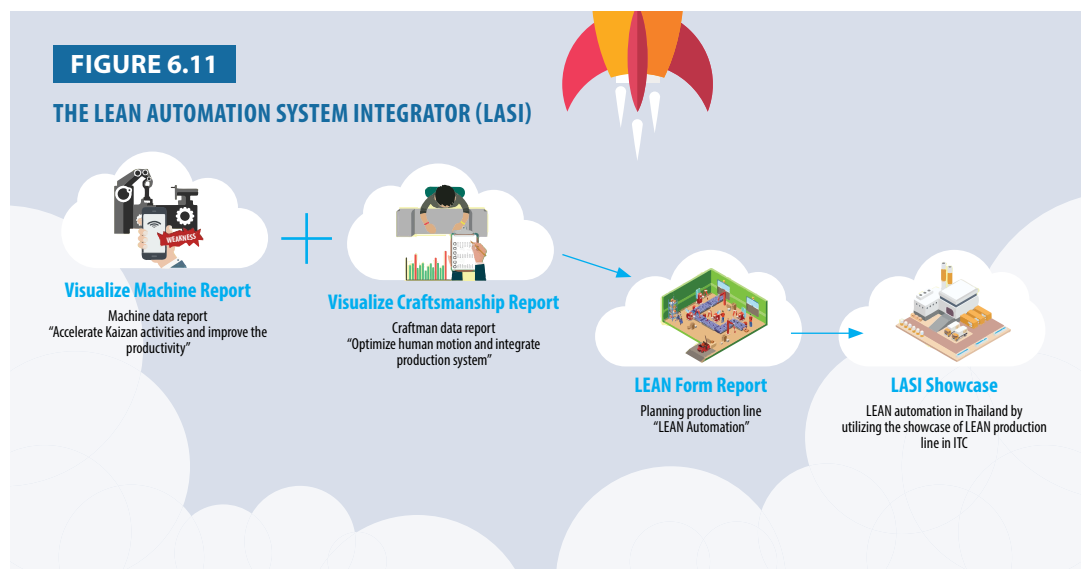 FIGURE 6.11
THE LEAN AUTOMATION SYSTEM INTEGRATOR (LASI)
WEAKNESS
Visualize Machine Report
Machine data report
“Accelerate Kaizan activities and improve the
productivity”
Visualize Craftsmanship Report
Craftman data report
“Optimize human motion and integrate
production system”
LEAN Form Report
Planning production line
“LEAN Automation”
LASI Showcase
LEAN automation in Thailand by
utilizing the showcase of LEAN production
line in ITC